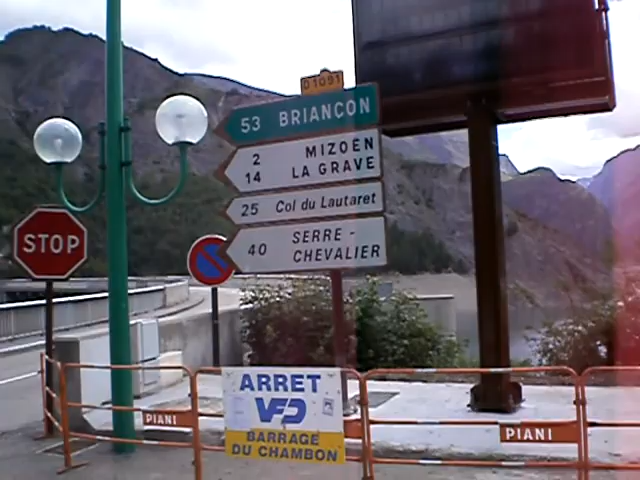 D1091
53 BRIANÇON
2 MIZOËN
14 LA GRAVE
25 Col du Lautaret
40 SERRE-
CHEVALIER
STOP
ARRET
VFD
BARRAGE
DU CHAMBON
PIANI
PIANI